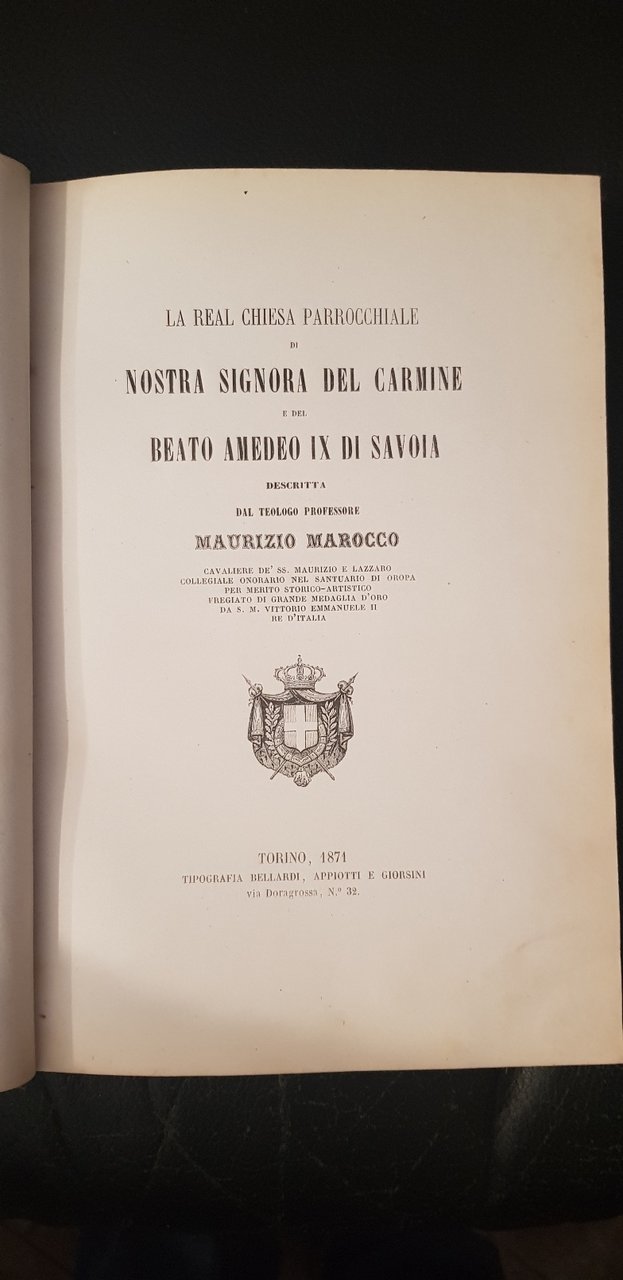 LA REAL CHIESA PARROCCHIALE
DI
NOSTRA SIGNORA DEL CARMINE
E DEL
BEATO AMEDEO IX DI SAVOIA
DESCRITTA
DAL TEOLOGO PROFESSORE
MAURIZIO MAROCCO
CAVALIERE DE' SS. MAURIZIO E LAZZARO
COLLEGIALE ONORARIO NEL SANTUARIO DI OROPA
PER MERITO STORICO-ARTISTICO
FREGIATO DI GRANDE MEDAGLIA D'ORO
DA S. M. VITTORIO EMMANUELE II
RE D'ITALIA
TORINO, 1871
TIPOGRAFIA BELLARDI, APPIOTTI E GIORSINI
via Doragrossa, N.º 32.